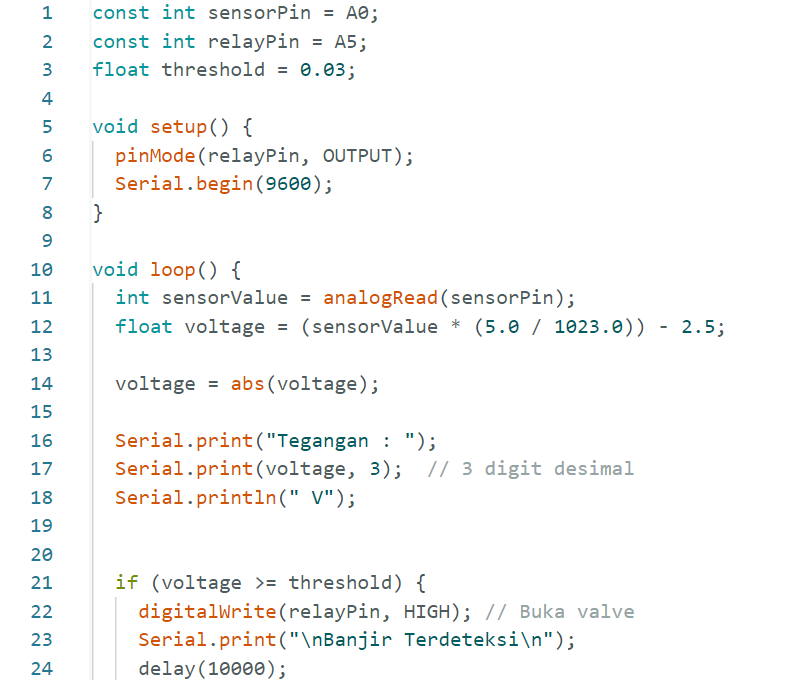 1 const int sensorPin = A0;
2 const int relayPin = A5;
3 float threshold = 0.03;
4
5 void setup() {
6   pinMode(relayPin, OUTPUT);
7   Serial.begin(9600);
8 }
9
10 void loop() {
11   int sensorValue = analogRead(sensorPin);
12   float voltage = (sensorValue * (5.0 / 1023.0)) - 2.5;
13
14   voltage = abs(voltage);
15
16   Serial.print("Tegangan : ");
17   Serial.print(voltage, 3);  // 3 digit desimal
18   Serial.println(" V");
19
20
21   if (voltage >= threshold) {
22     digitalWrite(relayPin, HIGH); // Buka valve
23     Serial.print("\nBanjir Terdeteksi\n");
24     delay(10000);